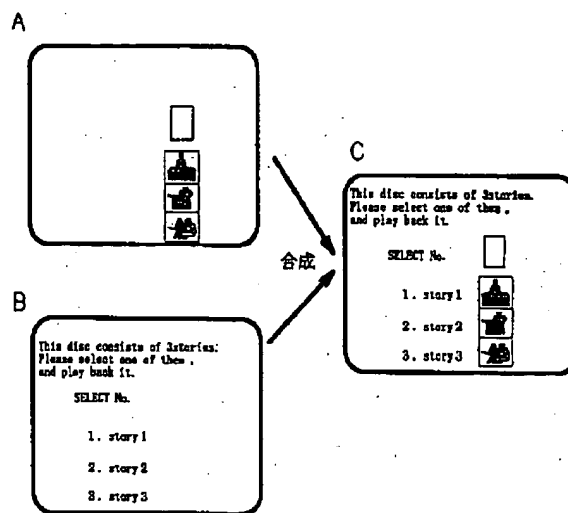 A
C
This disc consists of 3stories.
Please select one of them ,
and play back it.
SELECT No.
1. story1
2. story2
3. story3
合成
B
This disc consists of 3stories.
Please select one of them ,
and play back it.
SELECT No.
1. story1
2. story2
3. story3